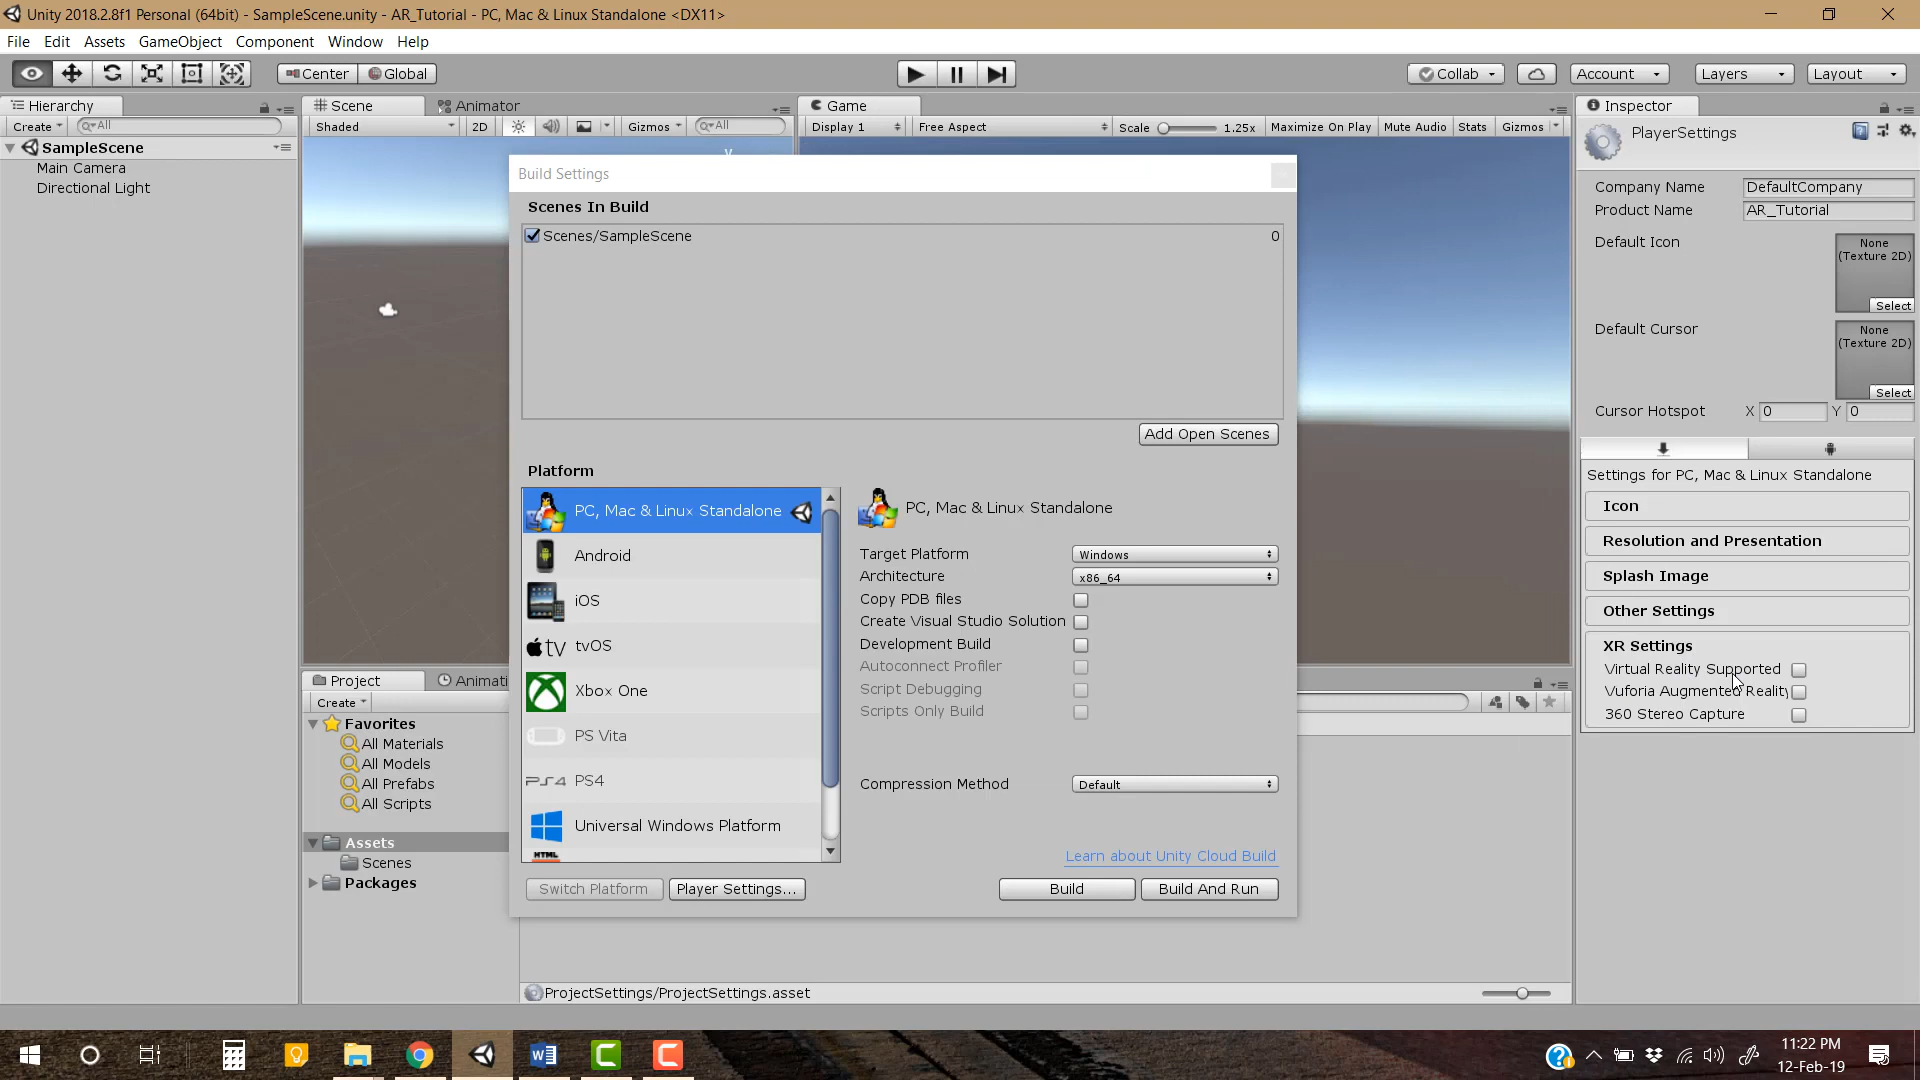 Unity 2018.2.8f1 Personal (64bit) - SampleScene.unity - AR_Tutorial - PC, Mac & Linux Standalone <DX11>
File Edit Assets GameObject Component Window Help
Center Global Collab Account Layers Layout
Hierarchy Scene Animator Game Inspector
Create All Shaded 2D Gizmos All Display 1 Free Aspect Scale 1.25x Maximize On Play Mute Audio Stats Gizmos
PlayerSettings
SampleScene
Main Camera
Directional Light
Build Settings
Scenes In Build
Scenes/SampleScene 0
Add Open Scenes
Platform
PC, Mac & Linux Standalone
Android
iOS
tv tvOS
Xbox One
PS Vita
PS4 PS4
Universal Windows Platform
HTML
PC, Mac & Linux Standalone
Target Platform Windows
Architecture x86_64
Copy PDB files
Create Visual Studio Solution
Development Build
Autoconnect Profiler
Script Debugging
Scripts Only Build
Compression Method Default
Learn about Unity Cloud Build
Switch Platform Player Settings... Build Build And Run
Company Name DefaultCompany
Product Name AR_Tutorial
Default Icon None
(Texture 2D)
Select
Default Cursor None
(Texture 2D)
Select
Cursor Hotspot X 0 Y 0
Settings for PC, Mac & Linux Standalone
Icon
Resolution and Presentation
Splash Image
Other Settings
XR Settings
Virtual Reality Supported
Vuforia Augmented Reality
360 Stereo Capture
Project Animati
Create
Favorites
All Materials
All Models
All Prefabs
All Scripts
Assets
Scenes
Packages
ProjectSettings/ProjectSettings.asset
11:22 PM
12-Feb-19